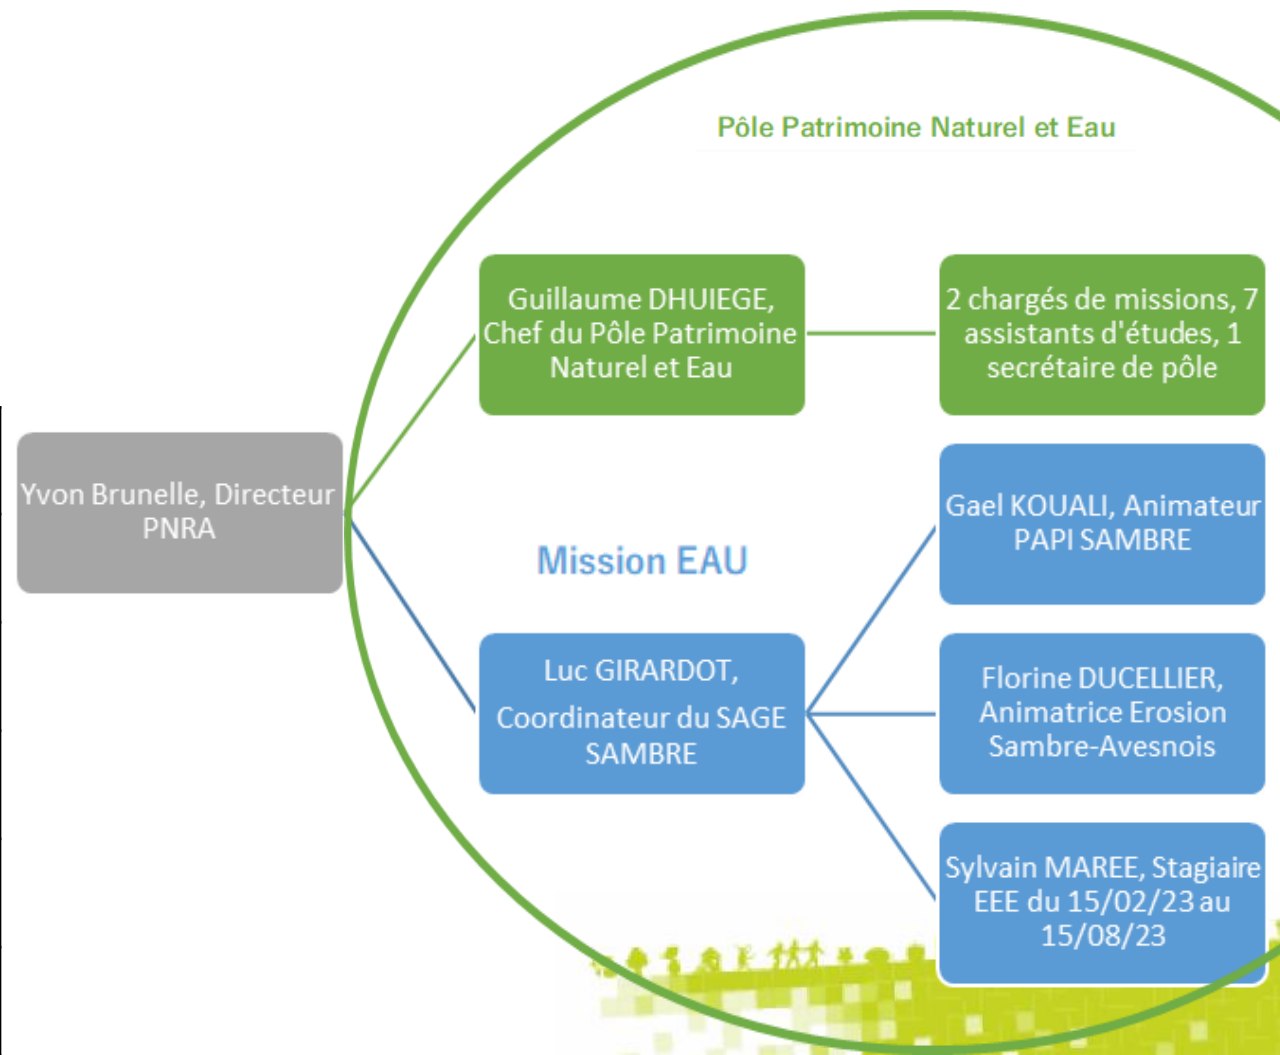 Pôle Patrimoine Naturel et Eau
Guillaume DHUIEGE,
Chef du Pôle Patrimoine
Naturel et Eau
2 chargés de missions, 7
assistants d'études, 1
secrétaire de pôle
Yvon Brunelle, Directeur
PNRA
Mission EAU
Gael KOUALI, Animateur
PAPI SAMBRE
Luc GIRARDOT,
Coordinateur du SAGE
SAMBRE
Florine DUCELLIER,
Animatrice Erosion
Sambre-Avesnois
Sylvain MAREE, Stagiaire
EEE du 15/02/23 au
15/08/23